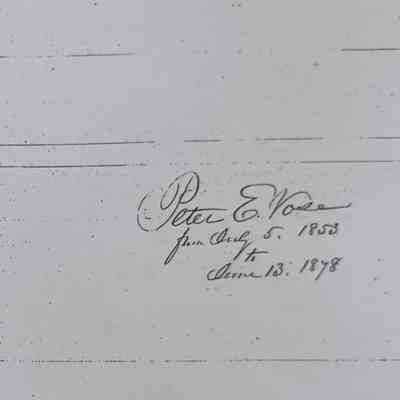 Peter E. Vose
from July 5. 1853
to
June 13. 1878